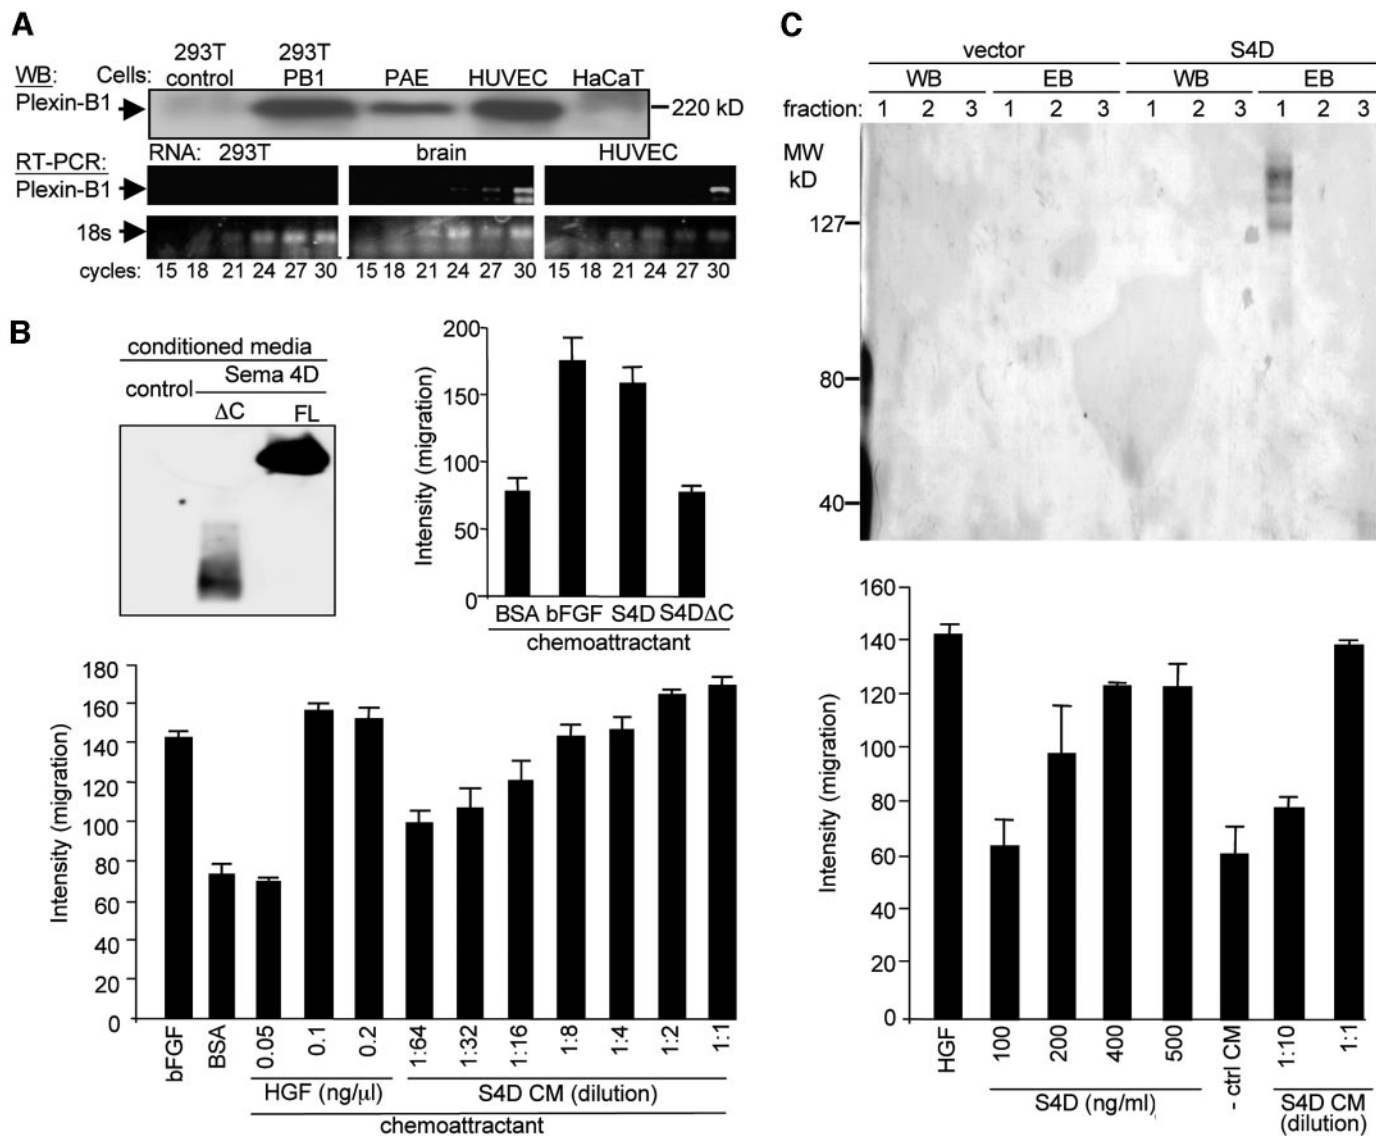 A
293T 293T
WB: Cells: control PB1 PAE HUVEC HaCaT
Plexin-B1 220 kD
RNA: 293T brain HUVEC
RT-PCR:
Plexin-B1
18s
cycles: 15 18 21 24 27 30 15 18 21 24 27 30 15 18 21 24 27 30
B
conditioned media
control Sema 4D
ΔC FL
Intensity (migration)
200
150
100
50
0
BSA bFGF S4D S4DΔC
chemoattractant
Intensity (migration)
180
160
140
120
100
80
60
40
20
0
bFGF BSA 0.05 0.1 0.2 1:64 1:32 1:16 1:8 1:4 1:2 1:1
HGF (ng/μl) S4D CM (dilution)
chemoattractant
C
vector S4D
WB EB WB EB
fraction: 1 2 3 1 2 3 1 2 3 1 2 3
MW
kD
127
80
40
Intensity (migration)
160
140
120
100
80
60
40
20
0
HGF 100 200 400 500 - ctrl CM 1:10 1:1
S4D (ng/ml) S4D CM
(dilution)